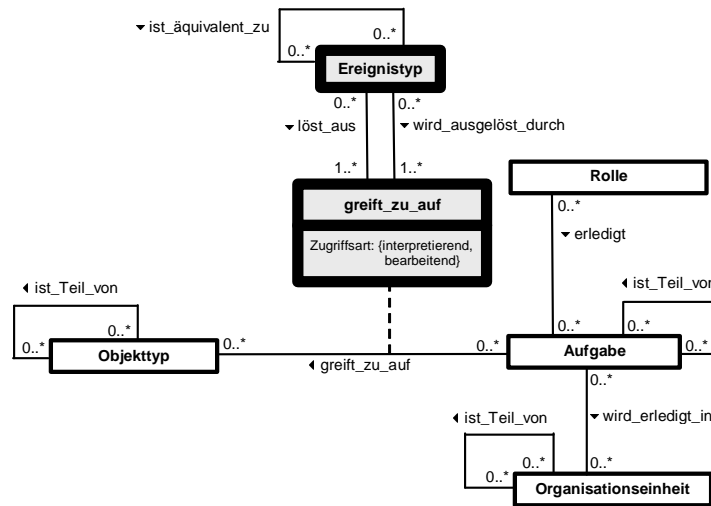 ist_äquivalent_zu
0..*
0..*
Ereignistyp
0..*
0..*
löst_aus
wird_ausgelöst_durch
1..*
1..*
greift_zu_auf
Rolle
0..*
Zugriffsart: {interpretierend,
bearbeitend}
erledigt
ist_Teil_von
ist_Teil_von
0..*
0..*
0..*
0..*
0..*
0..*
0..*
Objekttyp
Aufgabe
greift_zu_auf
0..*
ist_Teil_von
wird_erledigt_in
0..*
0..*
0..*
Organisationseinheit